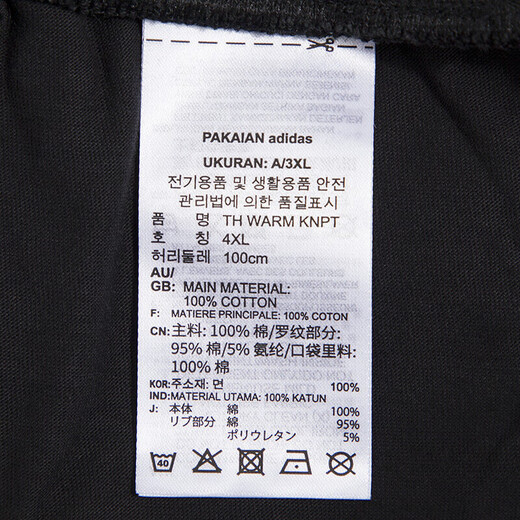 PAKAIAN adidas
UKURAN: A/3XL
전기용품 및 생활용품 안전
관리법에 의한 품질표시
품 명 TH WARM KNPT
호 칭 4XL
허리둘레 100cm
AU/
GB: MAIN MATERIAL:
100% COTTON
F: MATIERE PRINCIPALE: 100% COTON
CN: 主料: 100% 棉/罗纹部分:
95% 棉/5% 氨纶/口袋里料:
100% 棉
KOR:주소재: 면 100%
IND:MATERIAL UTAMA: 100% KATUN
J: 本体 綿 100%
リブ部分 綿 95%
ポリウレタン 5%
40